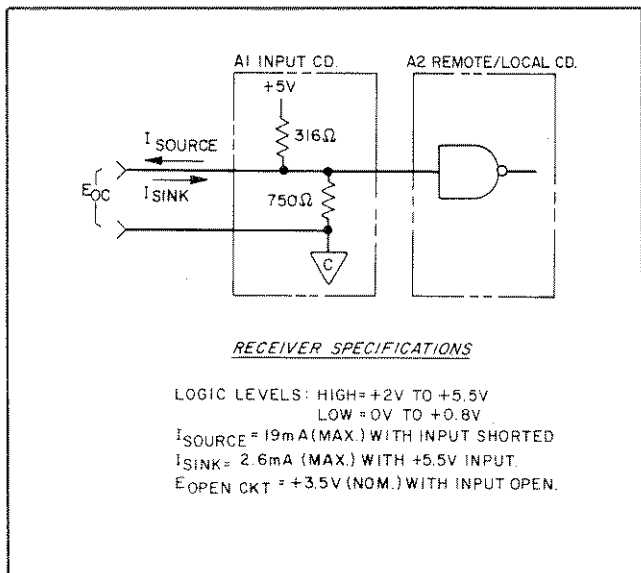 A1 INPUT CD.
A2 REMOTE/LOCAL CD.
+5V
316Ω
I SOURCE
I SINK
EOC
750Ω
C
RECEIVER SPECIFICATIONS
LOGIC LEVELS: HIGH=+2V TO +5.5V
LOW =0V TO +0.8V
I SOURCE = 19mA (MAX.) WITH INPUT SHORTED
I SINK = 2.6mA (MAX.) WITH +5.5V INPUT.
E OPEN CKT = +3.5V (NOM.) WITH INPUT OPEN.